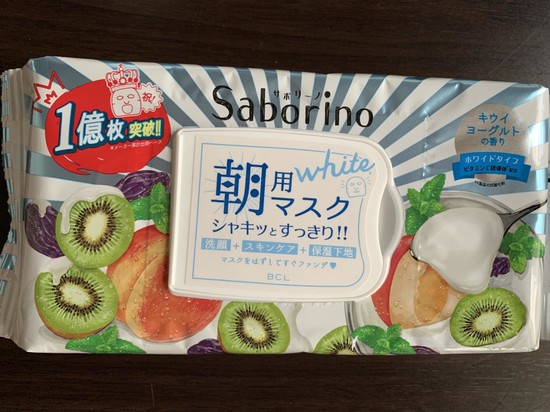 祝!
1億枚突破!!
サボリーノ
Saborino
キウイ
ヨーグルト
の香り
ホワイトタイプ
朝用マスク
white
シャキッとすっきり!!
洗顔+スキンケア+保湿下地
マスクをはずしてすぐファンデ♥
BCL